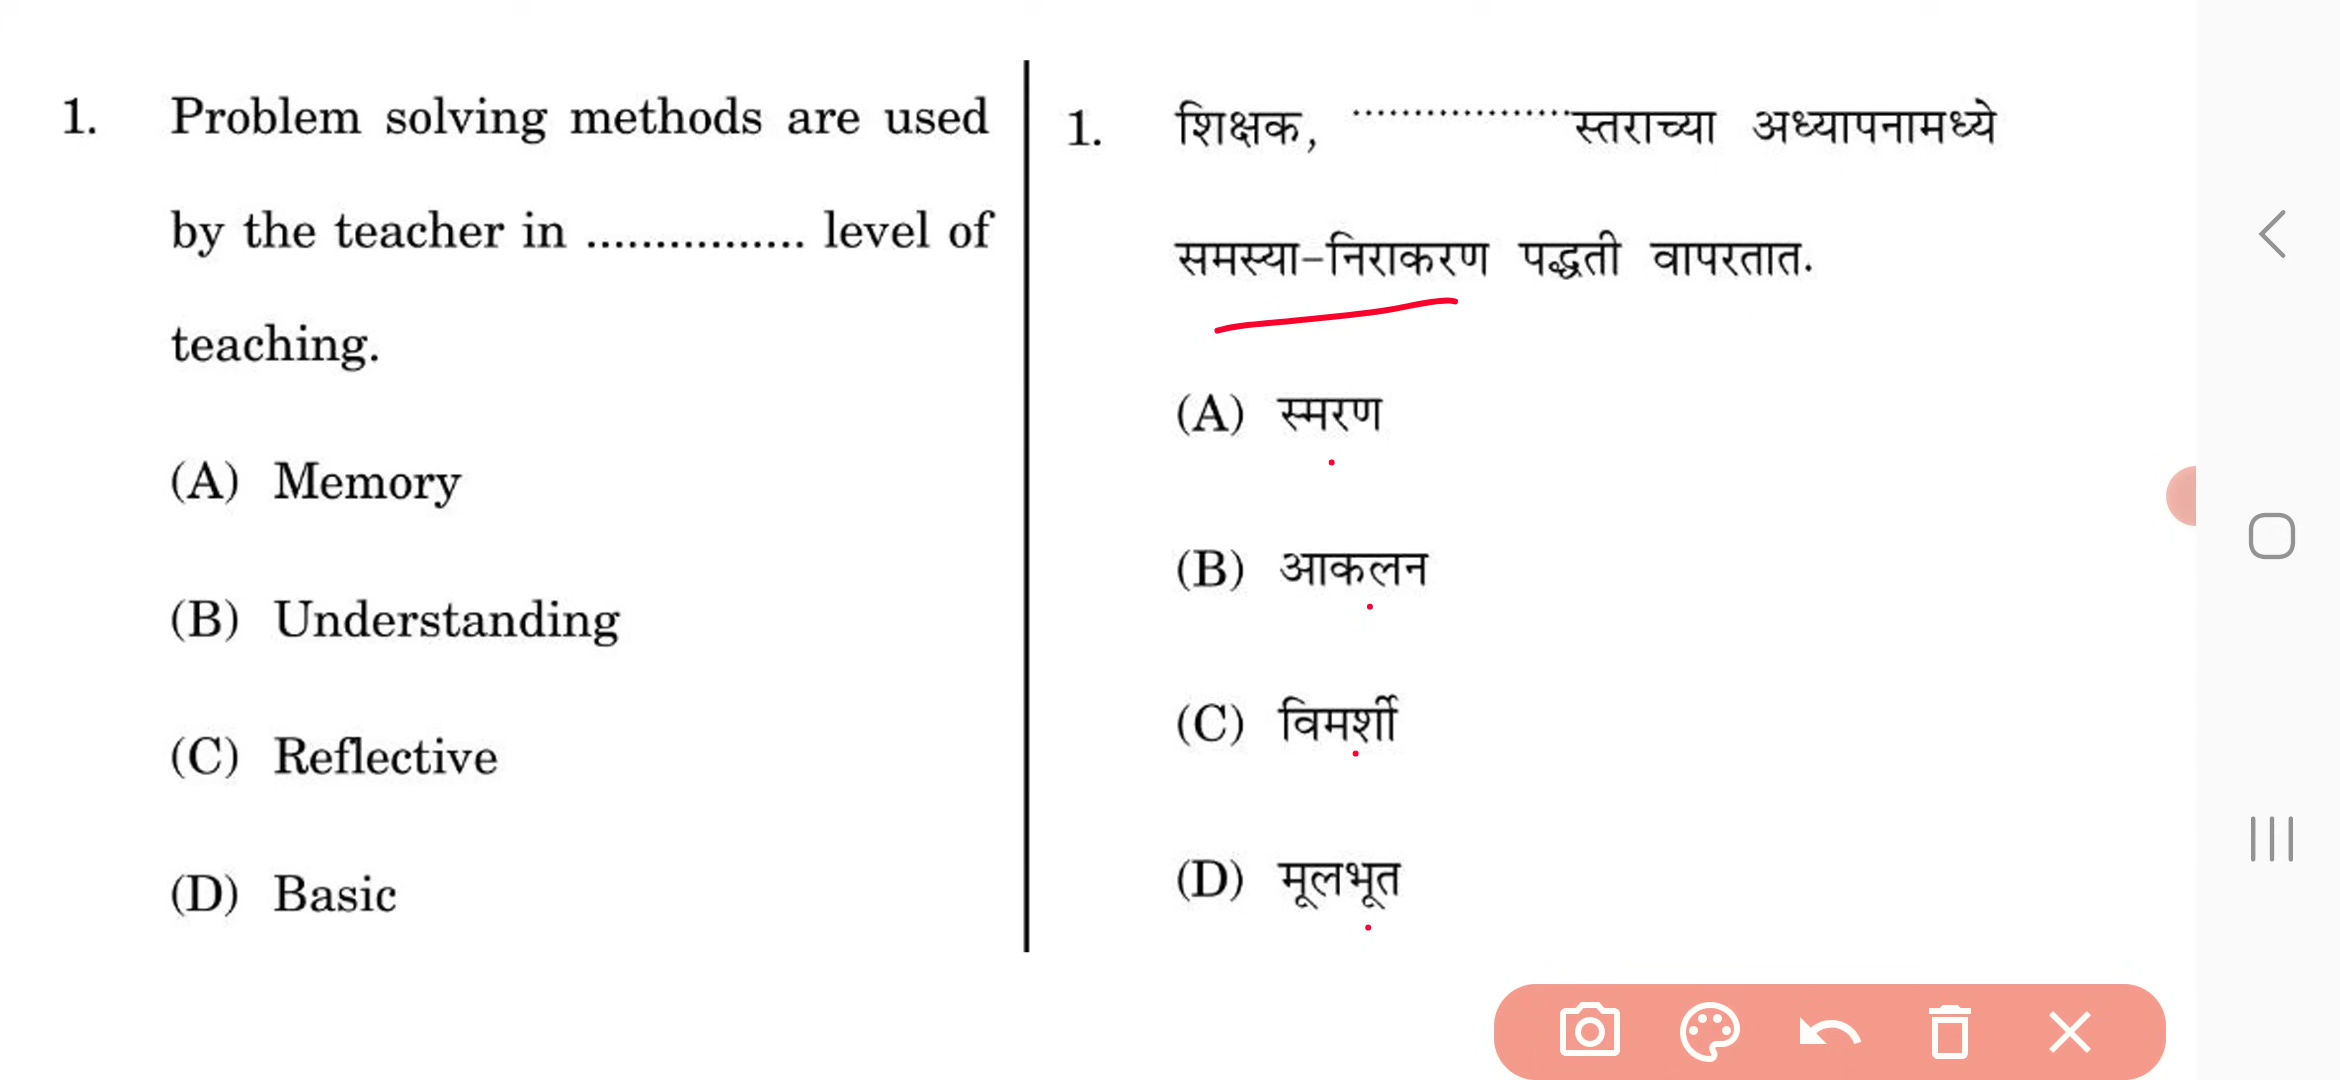 1. Problem solving methods are used
by the teacher in ................ level of
teaching.
(A) Memory
(B) Understanding
(C) Reflective
(D) Basic
1. शिक्षक, ..................स्तराच्या अध्यापनामध्ये
समस्या-निराकरण पद्धती वापरतात.
(A) स्मरण
(B) आकलन
(C) विमर्शी
(D) मूलभूत